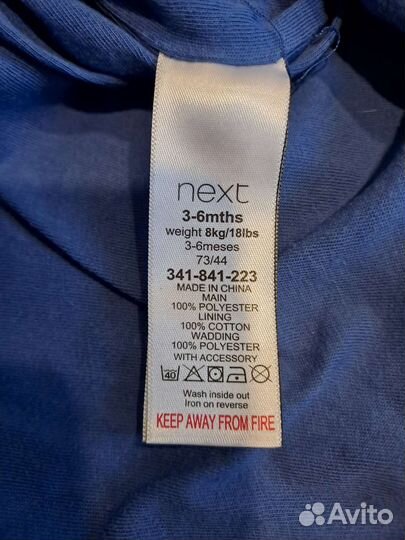 next
3-6mths
weight 8kg/18lbs
3-6meses
73/44
341-841-223
MADE IN CHINA
MAIN
100% POLYESTER
LINING
100% COTTON
WADDING
100% POLYESTER
WITH ACCESSORY
40
Wash inside out
Iron on reverse
KEEP AWAY FROM FIRE
Avito